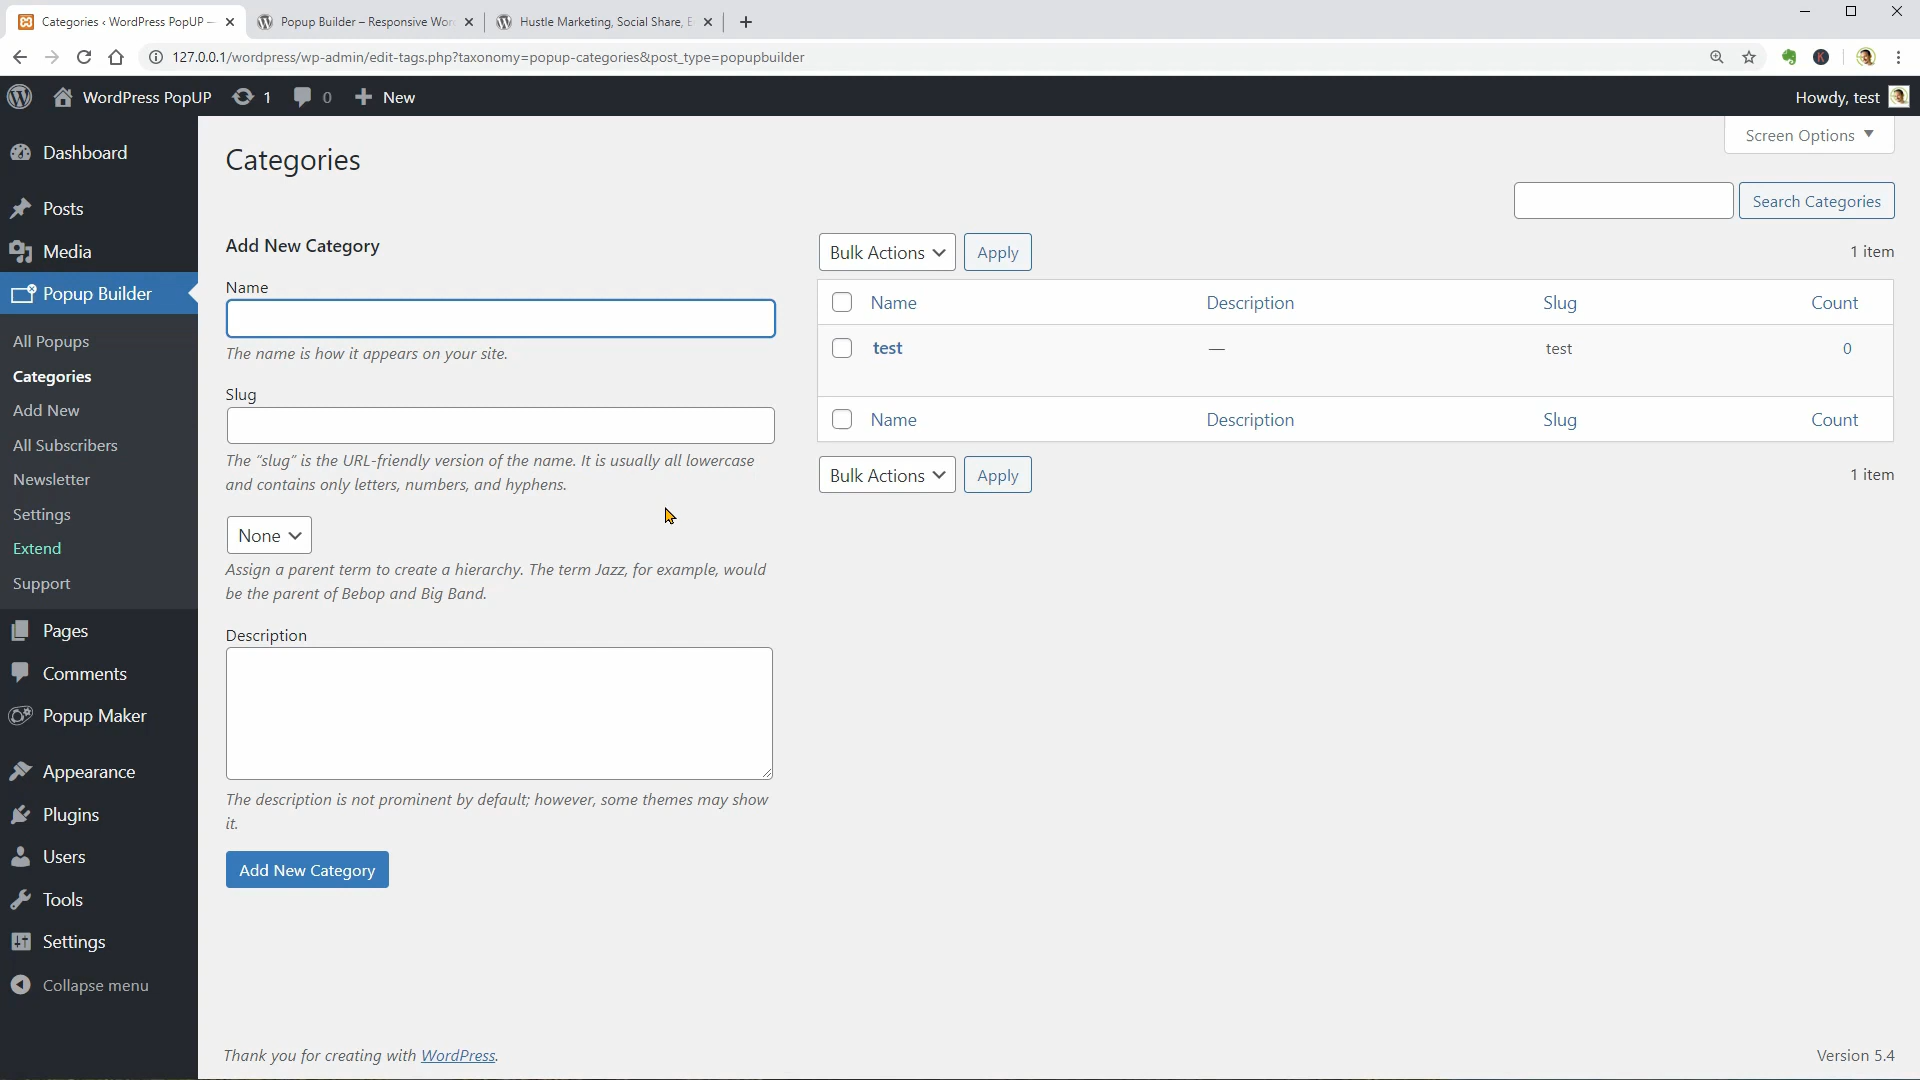 Categories ‹ WordPress PopUP —
Popup Builder – Responsive Wor
Hustle Marketing, Social Share, E
127.0.0.1/wordpress/wp-admin/edit-tags.php?taxonomy=popup-categories&post_type=popupbuilder
WordPress PopUP 1 0 New
Howdy, test
Screen Options
Dashboard
Posts
Media
Popup Builder
All Popups
Categories
Add New
All Subscribers
Newsletter
Settings
Extend
Support
Pages
Comments
Popup Maker
Appearance
Plugins
Users
Tools
Settings
Collapse menu
Categories
Search Categories
Add New Category
Name
The name is how it appears on your site.
Slug
The “slug” is the URL-friendly version of the name. It is usually all lowercase
and contains only letters, numbers, and hyphens.
None
Assign a parent term to create a hierarchy. The term Jazz, for example, would
be the parent of Bebop and Big Band.
Description
The description is not prominent by default; however, some themes may show
it.
Add New Category
Bulk Actions Apply 1 item
Name Description Slug Count
test — test 0
Name Description Slug Count
Bulk Actions Apply 1 item
Thank you for creating with WordPress.
Version 5.4